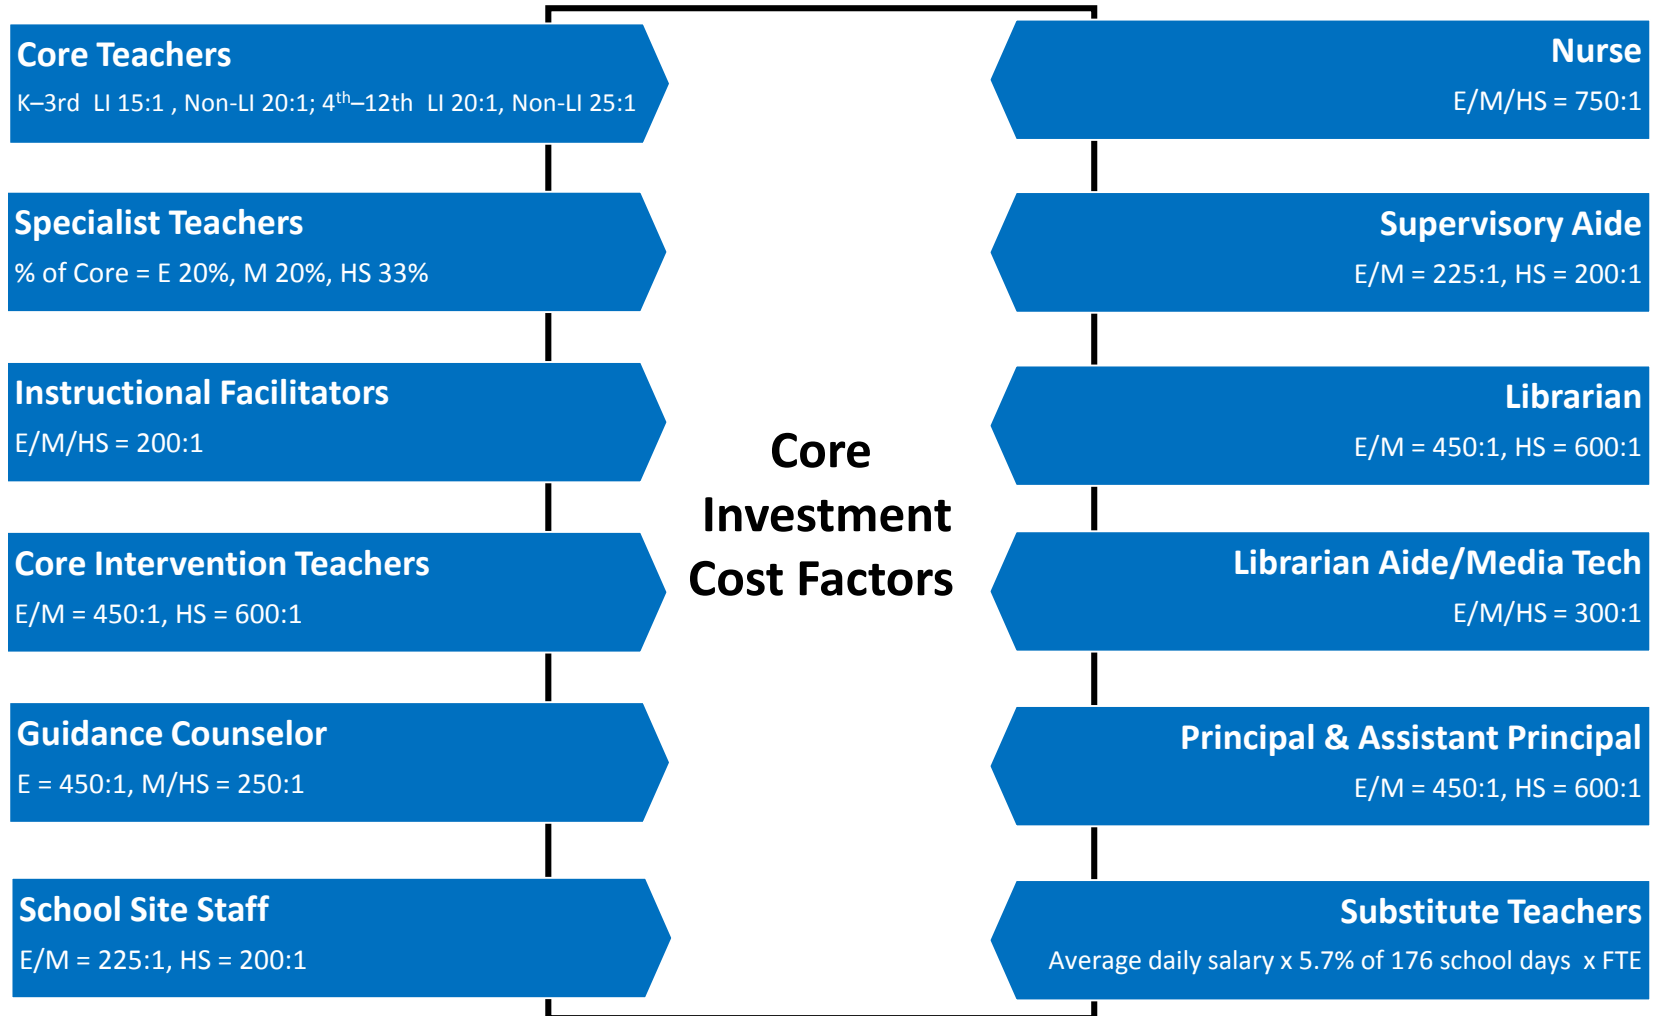 Core Teachers
K–3rd  LI 15:1 , Non-LI 20:1; 4th–12th  LI 20:1, Non-LI 25:1
Specialist Teachers
% of Core = E 20%, M 20%, HS 33%
Instructional Facilitators
E/M/HS = 200:1
Core Intervention Teachers
E/M = 450:1, HS = 600:1
Guidance Counselor
E = 450:1, M/HS = 250:1
School Site Staff
E/M = 225:1, HS = 200:1
Core
Investment
Cost Factors
Nurse
E/M/HS = 750:1
Supervisory Aide
E/M = 225:1, HS = 200:1
Librarian
E/M = 450:1, HS = 600:1
Librarian Aide/Media Tech
E/M/HS = 300:1
Principal & Assistant Principal
E/M = 450:1, HS = 600:1
Substitute Teachers
Average daily salary x 5.7% of 176 school days  x FTE